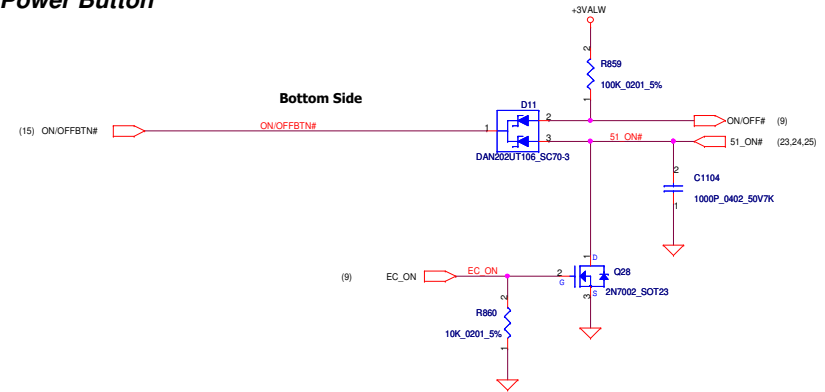 Power Button
+3VALW
2
R859
100K_0201_5%
1
Bottom Side
D11
(15) ON/OFFBTN#
ON/OFFBTN#
1
2
ON/OFF# (9)
3
51_ON#
51_ON# (23,24,25)
DAN202UT106_SC70-3
2
C1104
1000P_0402_50V7K
1
1
D
(9) EC_ON
EC_ON
2
G
Q28
2N7002_SOT23
3
S
2
R860
10K_0201_5%
1